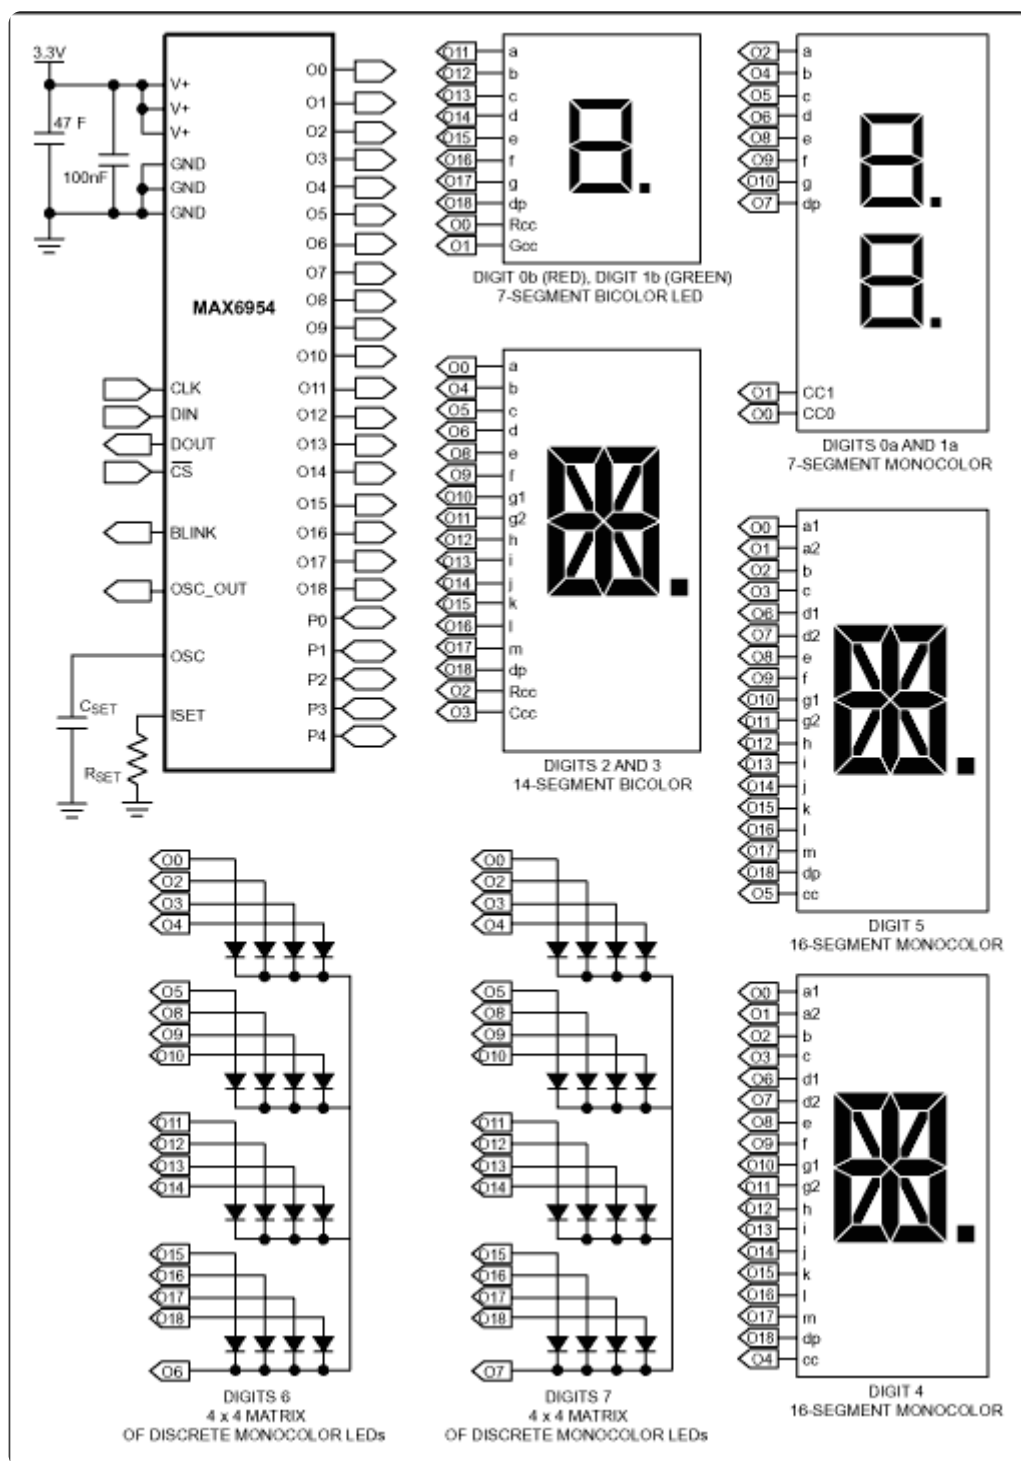 3.3V
47 F
100nF
V+
V+
V+
GND
GND
GND
MAX6954
CLK
DIN
DOUT
CS
BLINK
OSC_OUT
OSC
ISET
CSET
RSET
O0
O1
O2
O3
O4
O5
O6
O7
O8
O9
O10
O11
O12
O13
O14
O15
O16
O17
O18
P0
P1
P2
P3
P4
O11 a
O12 b
O13 c
O14 d
O15 e
O16 f
O17 g
O18 dp
O0 Rcc
O1 Gcc
DIGIT 0b (RED), DIGIT 1b (GREEN)
7-SEGMENT BICOLOR LED
O2 a
O4 b
O5 c
O6 d
O8 e
O9 f
O10 g
O7 dp
O1 CC1
O0 CC0
DIGITS 0a AND 1a
7-SEGMENT MONOCOLOR
O0 a
O4 b
O5 c
O6 d
O8 e
O9 f
O10 g1
O11 g2
O12 h
O13 i
O14 j
O15 k
O16 l
O17 m
O18 dp
O2 Rcc
O3 Ccc
DIGITS 2 AND 3
14-SEGMENT BICOLOR
O0 a1
O1 a2
O2 b
O3 c
O6 d1
O7 d2
O8 e
O9 f
O10 g1
O11 g2
O12 h
O13 i
O14 j
O15 k
O16 l
O17 m
O18 dp
O5 cc
DIGIT 5
16-SEGMENT MONOCOLOR
O0
O2
O3
O4
O5
O8
O9
O10
O11
O12
O13
O14
O15
O16
O17
O18
O6
DIGITS 6
4 x 4 MATRIX
OF DISCRETE MONOCOLOR LEDs
O0
O2
O3
O4
O5
O8
O9
O10
O11
O12
O13
O14
O15
O16
O17
O18
O7
DIGITS 7
4 x 4 MATRIX
OF DISCRETE MONOCOLOR LEDs
O0 a1
O1 a2
O2 b
O3 c
O6 d1
O7 d2
O8 e
O9 f
O10 g1
O11 g2
O12 h
O13 i
O14 j
O15 k
O16 l
O17 m
O18 dp
O4 cc
DIGIT 4
16-SEGMENT MONOCOLOR